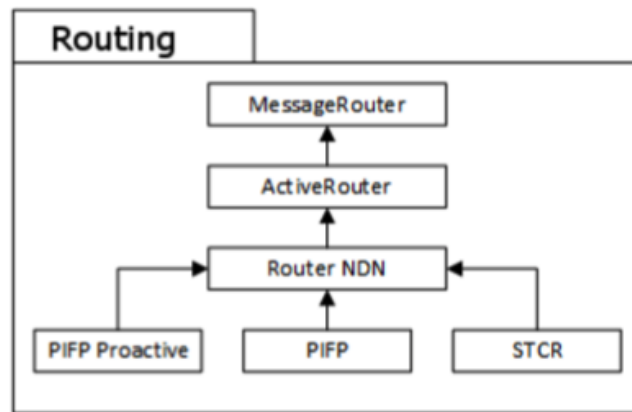 Routing
MessageRouter
ActiveRouter
Router NDN
PIFP Proactive
PIFP
STCR